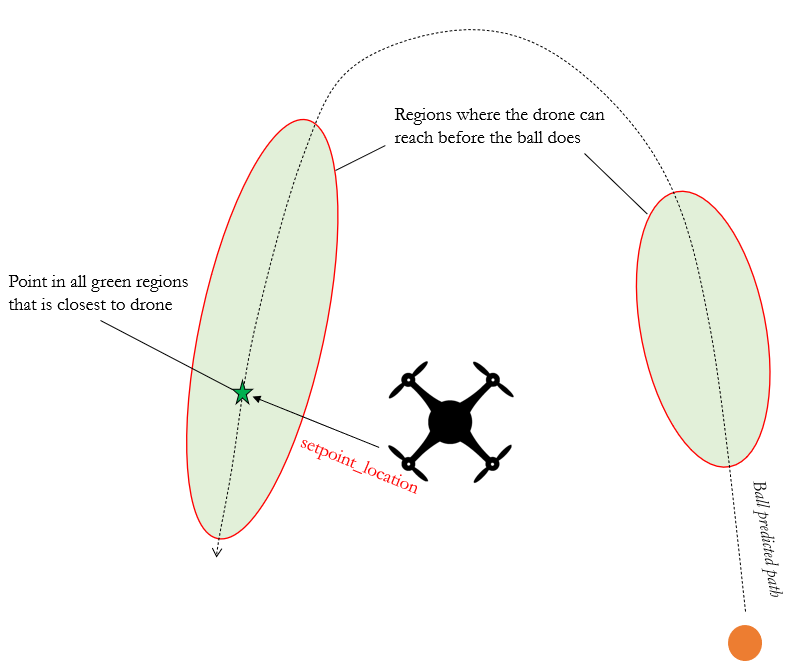 Regions where the drone can
reach before the ball does
Point in all green regions
that is closest to drone
setpoint_location
Ball predicted path